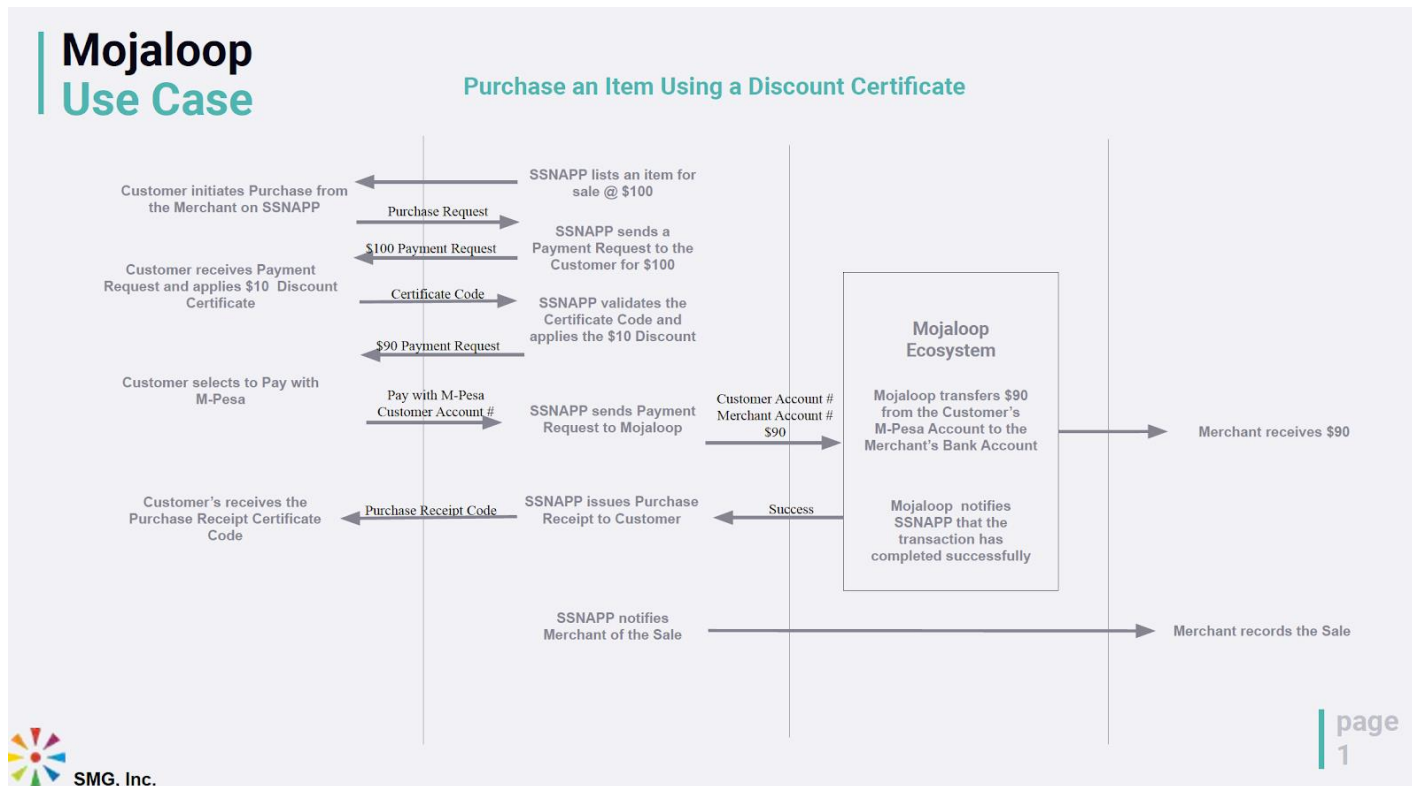 Mojaloop
Use Case
Purchase an Item Using a Discount Certificate
SSNAPP lists an item for
sale @ $100
Customer initiates Purchase from
the Merchant on SSNAPP
Purchase Request
SSNAPP sends a
Payment Request to the
Customer for $100
$100 Payment Request
Customer receives Payment
Request and applies $10 Discount
Certificate
Certificate Code
SSNAPP validates the
Certificate Code and
applies the $10 Discount
$90 Payment Request
Customer selects to Pay with
M-Pesa
Pay with M-Pesa
Customer Account #
SSNAPP sends Payment
Request to Mojaloop
Customer Account #
Merchant Account #
$90
Mojaloop
Ecosystem
Mojaloop transfers $90
from the Customer’s
M-Pesa Account to the
Merchant’s Bank Account
Merchant receives $90
Mojaloop notifies
SSNAPP that the
transaction has
completed successfully
Success
SSNAPP issues Purchase
Receipt to Customer
Purchase Receipt Code
Customer’s receives the
Purchase Receipt Certificate
Code
SSNAPP notifies
Merchant of the Sale
Merchant records the Sale
page
1
SMG, Inc.